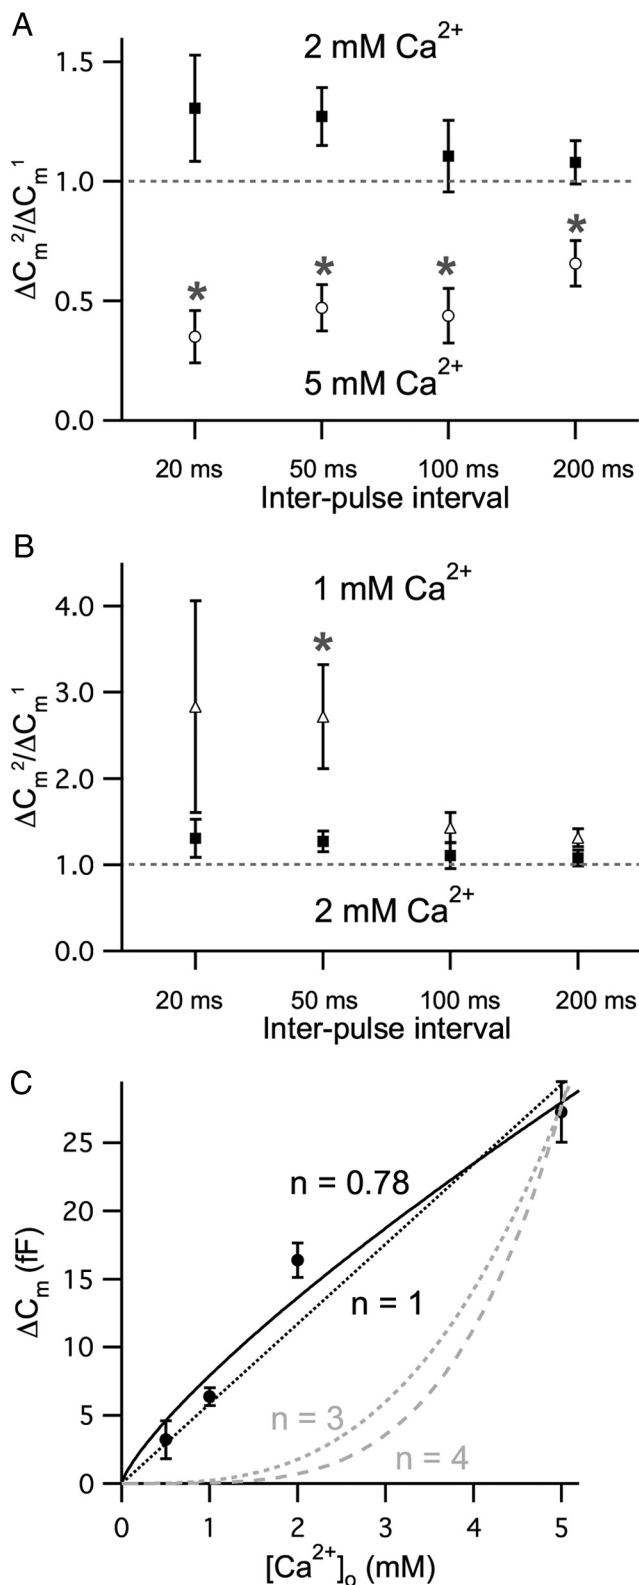 A
2 mM Ca²⁺
1.5
1.0
0.5
0.0
ΔCₘ²/ΔCₘ¹
*
*
*
*
5 mM Ca²⁺
20 ms
50 ms
100 ms
200 ms
Inter-pulse interval
B
1 mM Ca²⁺
4.0
3.0
2.0
1.0
0.0
ΔCₘ²/ΔCₘ¹
*
2 mM Ca²⁺
20 ms
50 ms
100 ms
200 ms
Inter-pulse interval
C
25
20
15
10
5
0
ΔCₘ (fF)
n = 0.78
n = 1
n = 3
n = 4
0
1
2
3
4
5
[Ca²⁺]ₒ (mM)